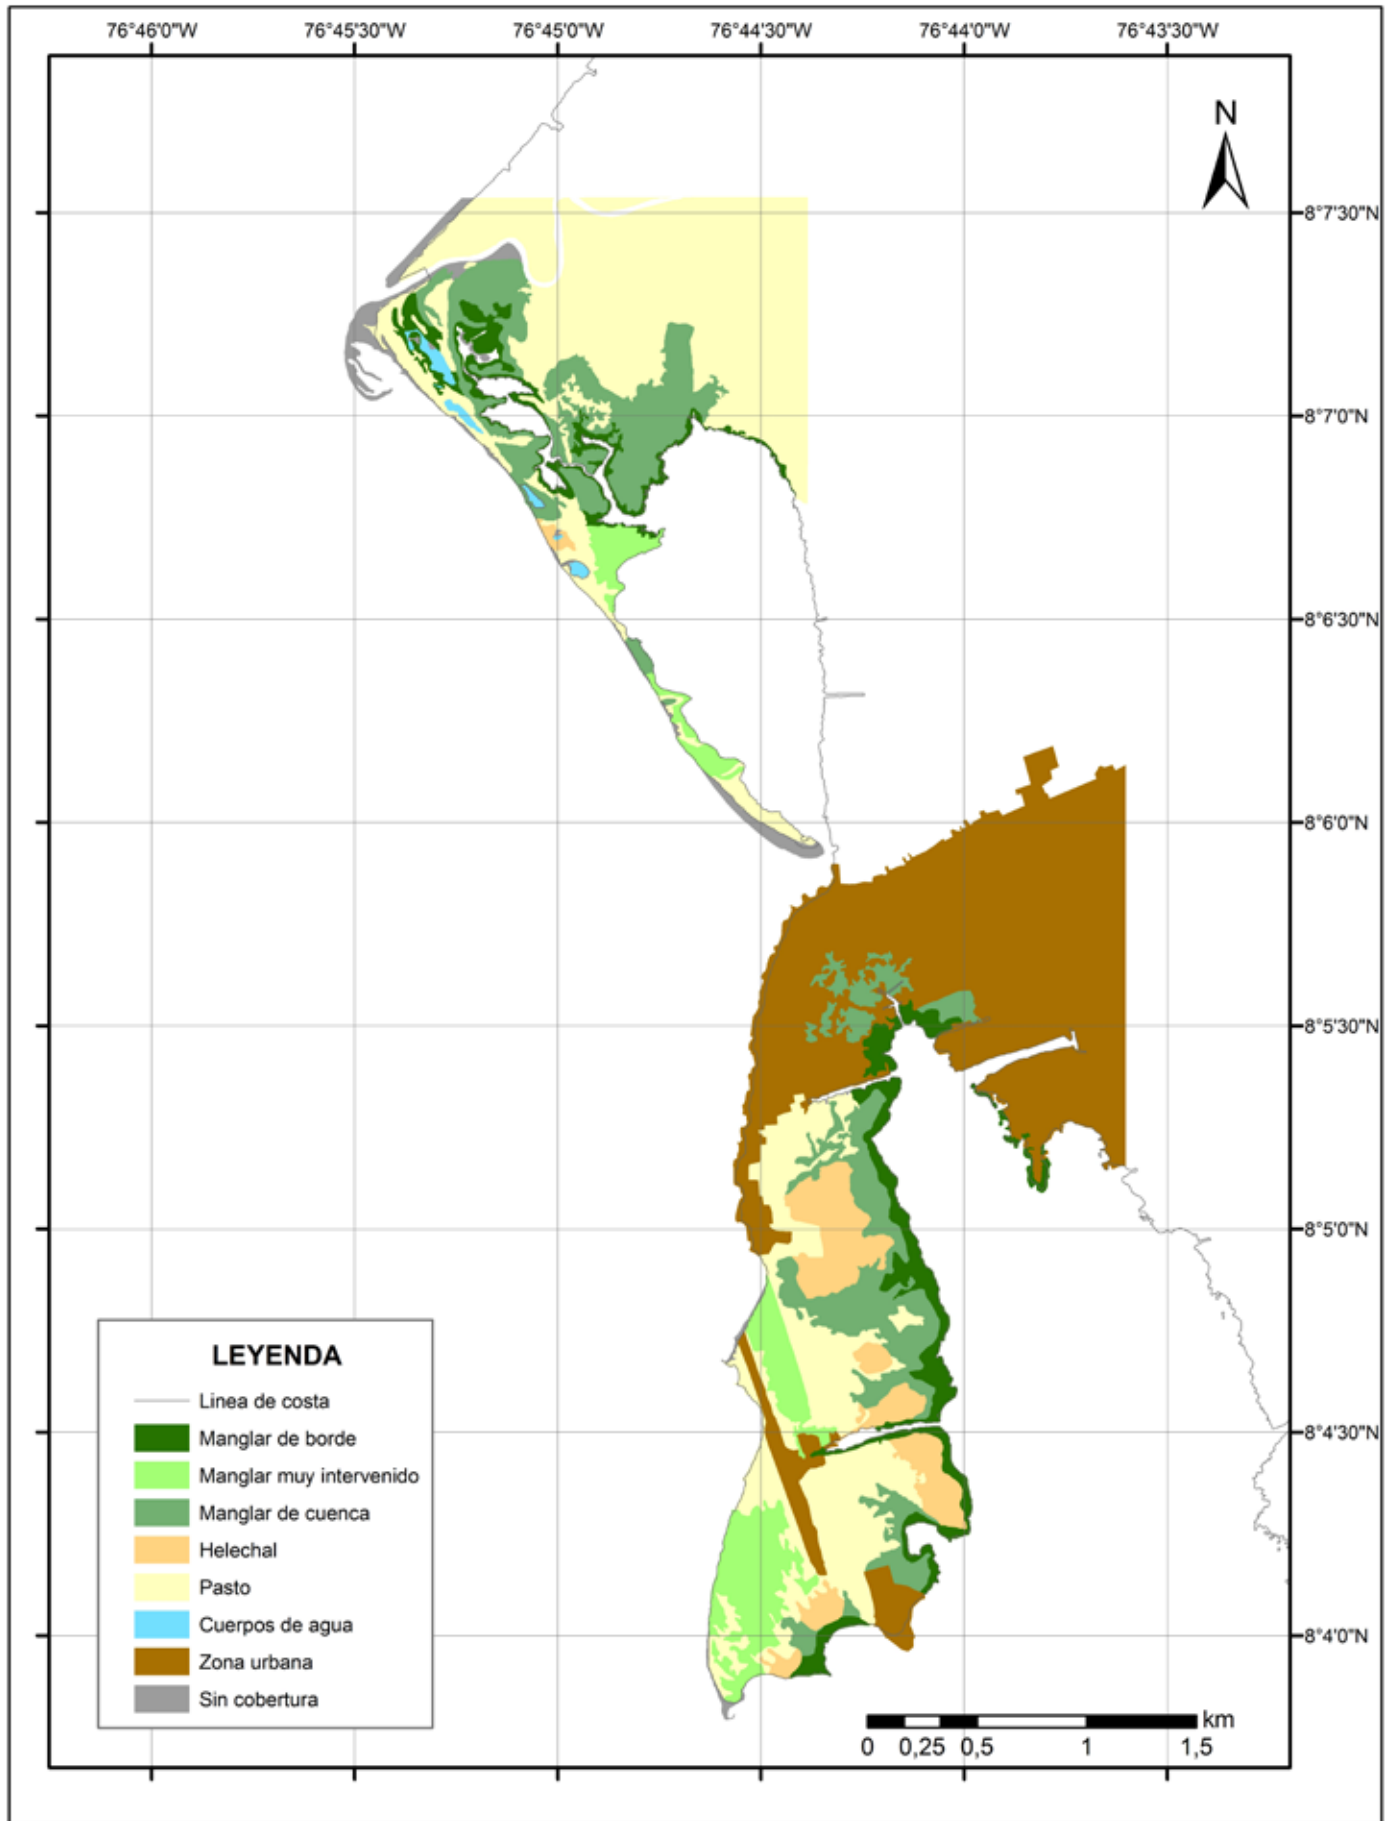 76°46'0"W 76°45'30"W 76°45'0"W 76°44'30"W 76°44'0"W 76°43'30"W
N
8°7'30"N
8°7'0"N
8°6'30"N
8°6'0"N
8°5'30"N
8°5'0"N
8°4'30"N
8°4'0"N
LEYENDA
Linea de costa
Manglar de borde
Manglar muy intervenido
Manglar de cuenca
Helechal
Pasto
Cuerpos de agua
Zona urbana
Sin cobertura
km
0 0,25 0,5 1 1,5